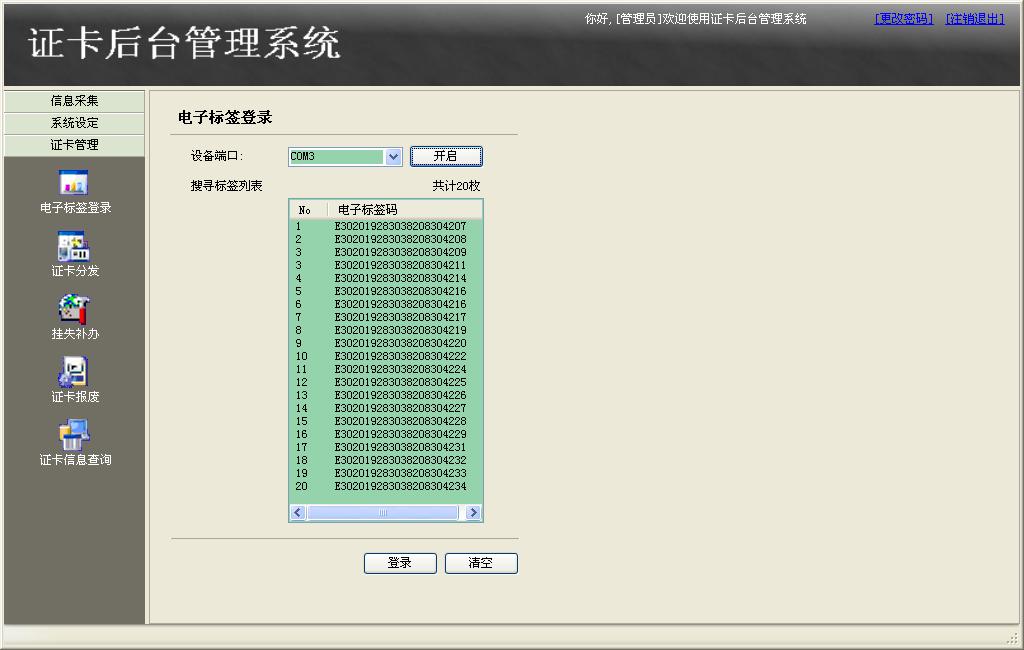 证卡后台管理系统
你好, [管理员]欢迎使用证卡后台管理系统
[更改密码] [注销退出]
信息采集
系统设定
证卡管理
电子标签登录
证卡分发
挂失补办
证卡报废
证卡信息查询
电子标签登录
设备端口: COM3 开启
搜寻标签列表 共计20枚
No 电子标签码
1 E302019283038208304207
2 E302019283038208304208
3 E302019283038208304209
3 E302019283038208304211
4 E302019283038208304214
5 E302019283038208304216
6 E302019283038208304216
7 E302019283038208304217
8 E302019283038208304219
9 E302019283038208304220
10 E302019283038208304222
11 E302019283038208304224
12 E302019283038208304225
13 E302019283038208304226
14 E302019283038208304227
15 E302019283038208304228
16 E302019283038208304229
17 E302019283038208304231
18 E302019283038208304232
19 E302019283038208304233
20 E302019283038208304234
登录 清空